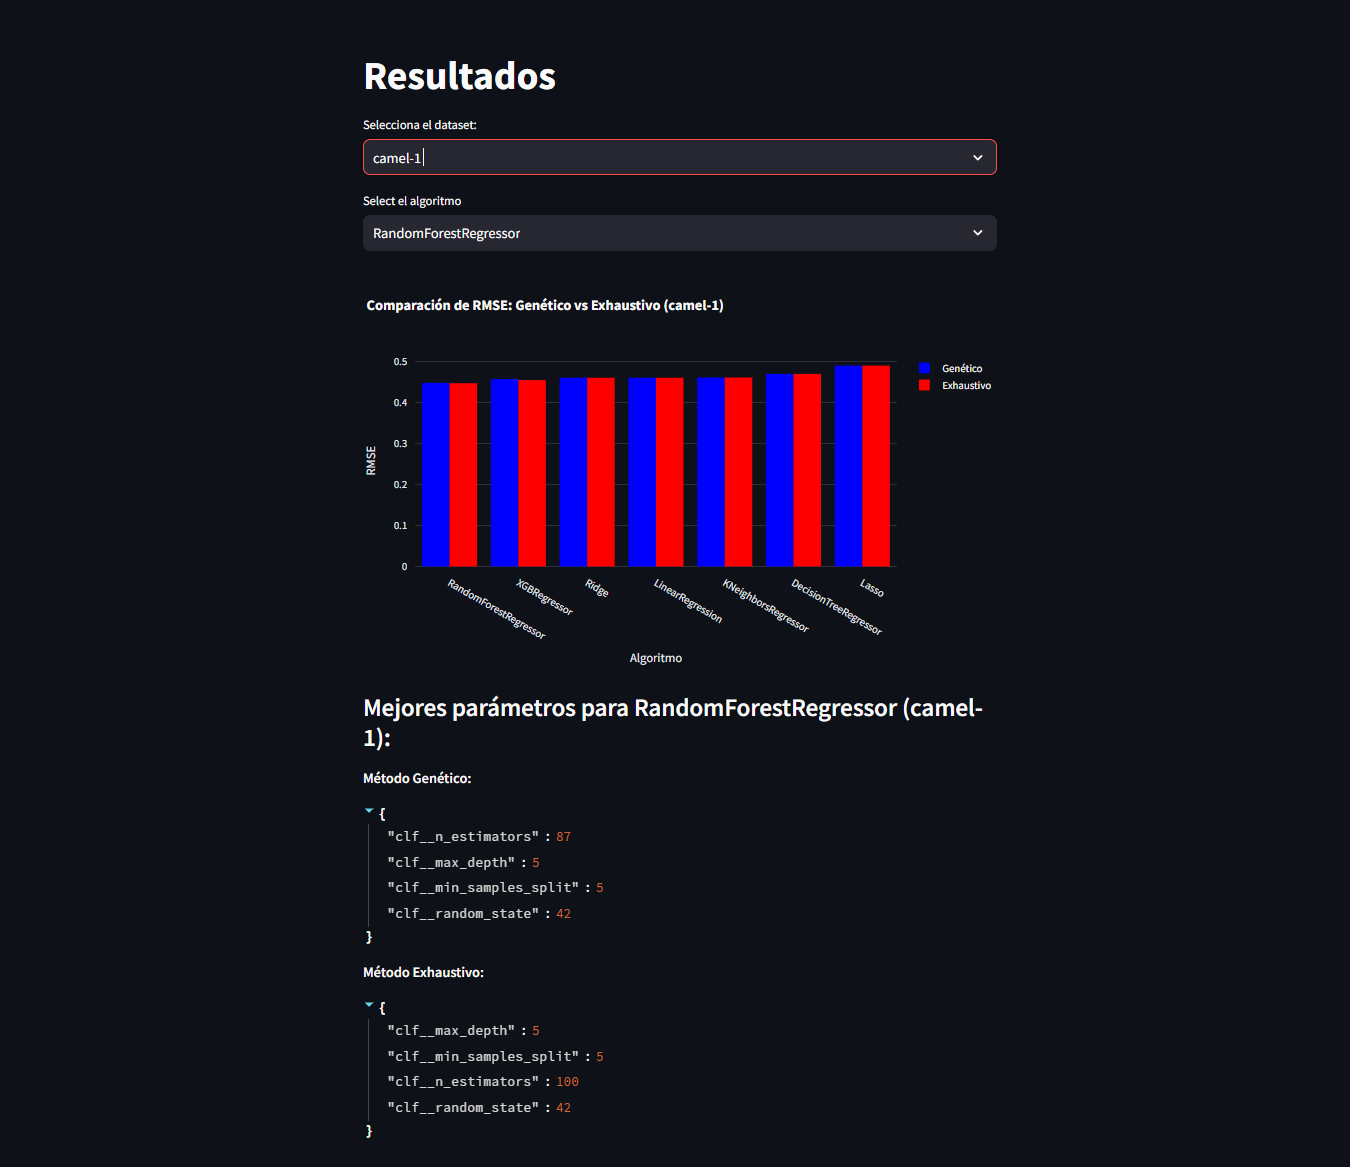 Resultados
Selecciona el dataset:
camel-1
Select el algoritmo
RandomForestRegressor
Comparación de RMSE: Genético vs Exhaustivo (camel-1)
0.5
0.4
0.3
0.2
0.1
0
RMSE
Genético
Exhaustivo
RandomForestRegressor
XGBRegressor
Ridge
LinearRegression
KNeighborsRegressor
DecisionTreeRegressor
Lasso
Algoritmo
Mejores parámetros para RandomForestRegressor (camel-
1):
Método Genético:
{
"clf__n_estimators" : 87
"clf__max_depth" : 5
"clf__min_samples_split" : 5
"clf__random_state" : 42
}
Método Exhaustivo:
{
"clf__max_depth" : 5
"clf__min_samples_split" : 5
"clf__n_estimators" : 100
"clf__random_state" : 42
}